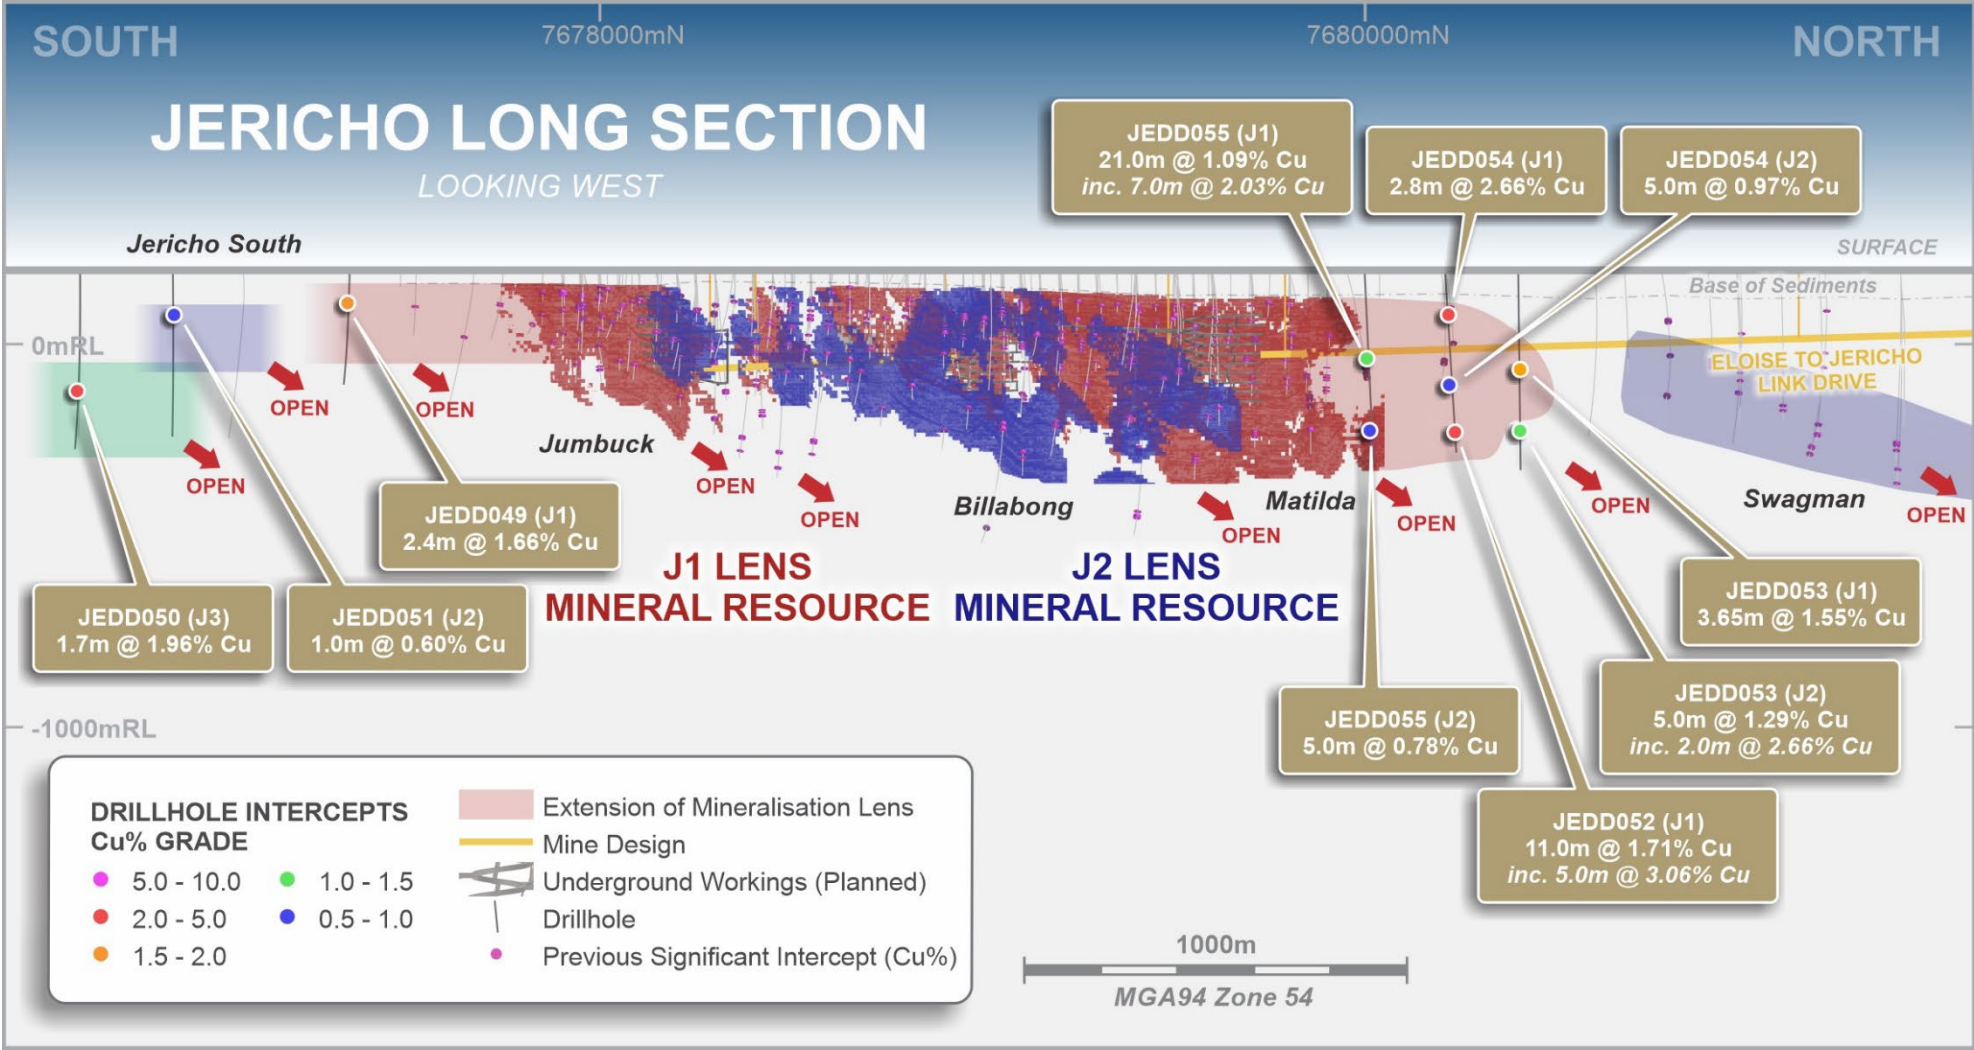 SOUTH
7678000mN
7680000mN
NORTH
JERICHO LONG SECTION
LOOKING WEST
JEDD055 (J1)
21.0m @ 1.09% Cu
inc. 7.0m @ 2.03% Cu
JEDD054 (J1)
2.8m @ 2.66% Cu
JEDD054 (J2)
5.0m @ 0.97% Cu
Jericho South
SURFACE
Base of Sediments
0mRL
ELOISE TO JERICHO
LINK DRIVE
OPEN
OPEN
OPEN
OPEN
OPEN
OPEN
OPEN
OPEN
OPEN
Jumbuck
Billabong
Matilda
Swagman
JEDD049 (J1)
2.4m @ 1.66% Cu
J1 LENS
MINERAL RESOURCE
J2 LENS
MINERAL RESOURCE
JEDD050 (J3)
1.7m @ 1.96% Cu
JEDD051 (J2)
1.0m @ 0.60% Cu
JEDD053 (J1)
3.65m @ 1.55% Cu
JEDD053 (J2)
5.0m @ 1.29% Cu
inc. 2.0m @ 2.66% Cu
JEDD055 (J2)
5.0m @ 0.78% Cu
JEDD052 (J1)
11.0m @ 1.71% Cu
inc. 5.0m @ 3.06% Cu
-1000mRL
DRILLHOLE INTERCEPTS
Cu% GRADE
5.0 - 10.0
2.0 - 5.0
1.5 - 2.0
1.0 - 1.5
0.5 - 1.0
Extension of Mineralisation Lens
Mine Design
Underground Workings (Planned)
Drillhole
Previous Significant Intercept (Cu%)
1000m
MGA94 Zone 54